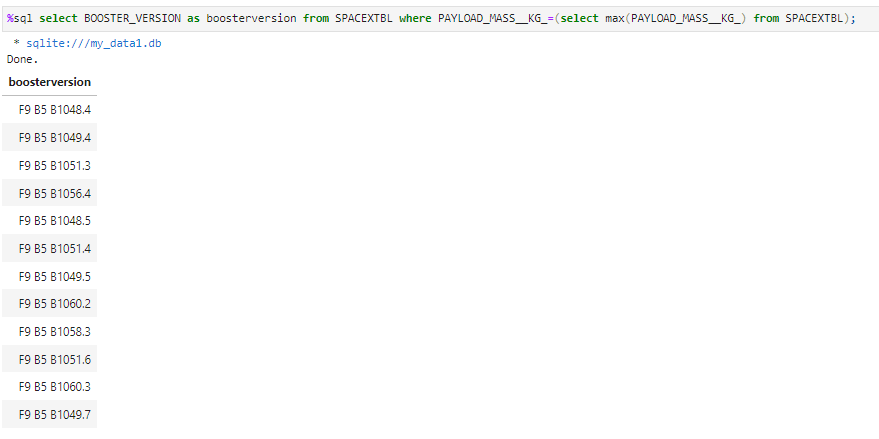 %sql select BOOSTER_VERSION as boosterversion from SPACEXTBL where PAYLOAD_MASS__KG_=(select max(PAYLOAD_MASS__KG_) from SPACEXTBL);
* sqlite:///my_data1.db
Done.
boosterversion
F9 B5 B1048.4
F9 B5 B1049.4
F9 B5 B1051.3
F9 B5 B1056.4
F9 B5 B1048.5
F9 B5 B1051.4
F9 B5 B1049.5
F9 B5 B1060.2
F9 B5 B1058.3
F9 B5 B1051.6
F9 B5 B1060.3
F9 B5 B1049.7